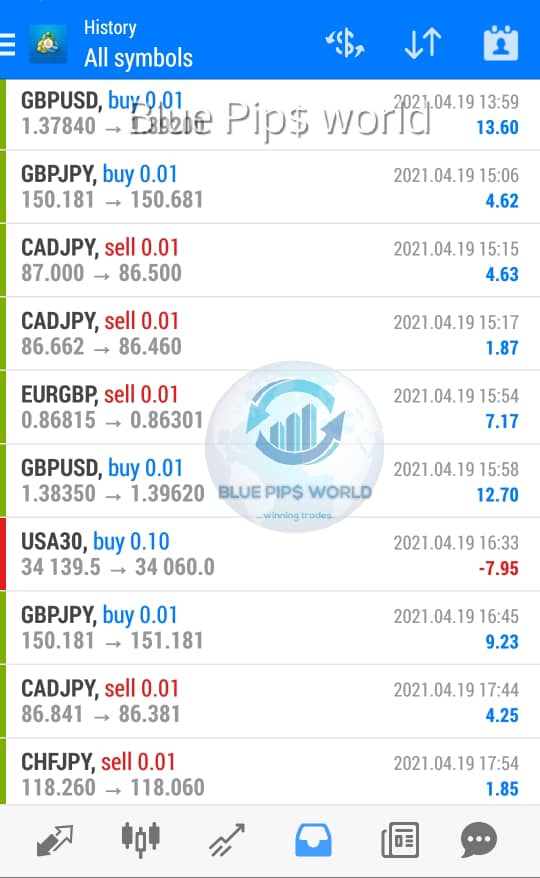 History
All symbols
GBPUSD, buy 0.01
2021.04.19 13:59
1.37840 → 1.39200
13.60
Blue Pip$ world
GBPJPY, buy 0.01
2021.04.19 15:06
150.181 → 150.681
4.62
CADJPY, sell 0.01
2021.04.19 15:15
87.000 → 86.500
4.63
CADJPY, sell 0.01
2021.04.19 15:17
86.662 → 86.460
1.87
EURGBP, sell 0.01
2021.04.19 15:54
0.86815 → 0.86301
7.17
GBPUSD, buy 0.01
2021.04.19 15:58
1.38350 → 1.39620
12.70
BLUE PIP$ WORLD
...winning trades.
USA30, buy 0.10
2021.04.19 16:33
34 139.5 → 34 060.0
-7.95
GBPJPY, buy 0.01
2021.04.19 16:45
150.181 → 151.181
9.23
CADJPY, sell 0.01
2021.04.19 17:44
86.841 → 86.381
4.25
CHFJPY, sell 0.01
2021.04.19 17:54
118.260 → 118.060
1.85